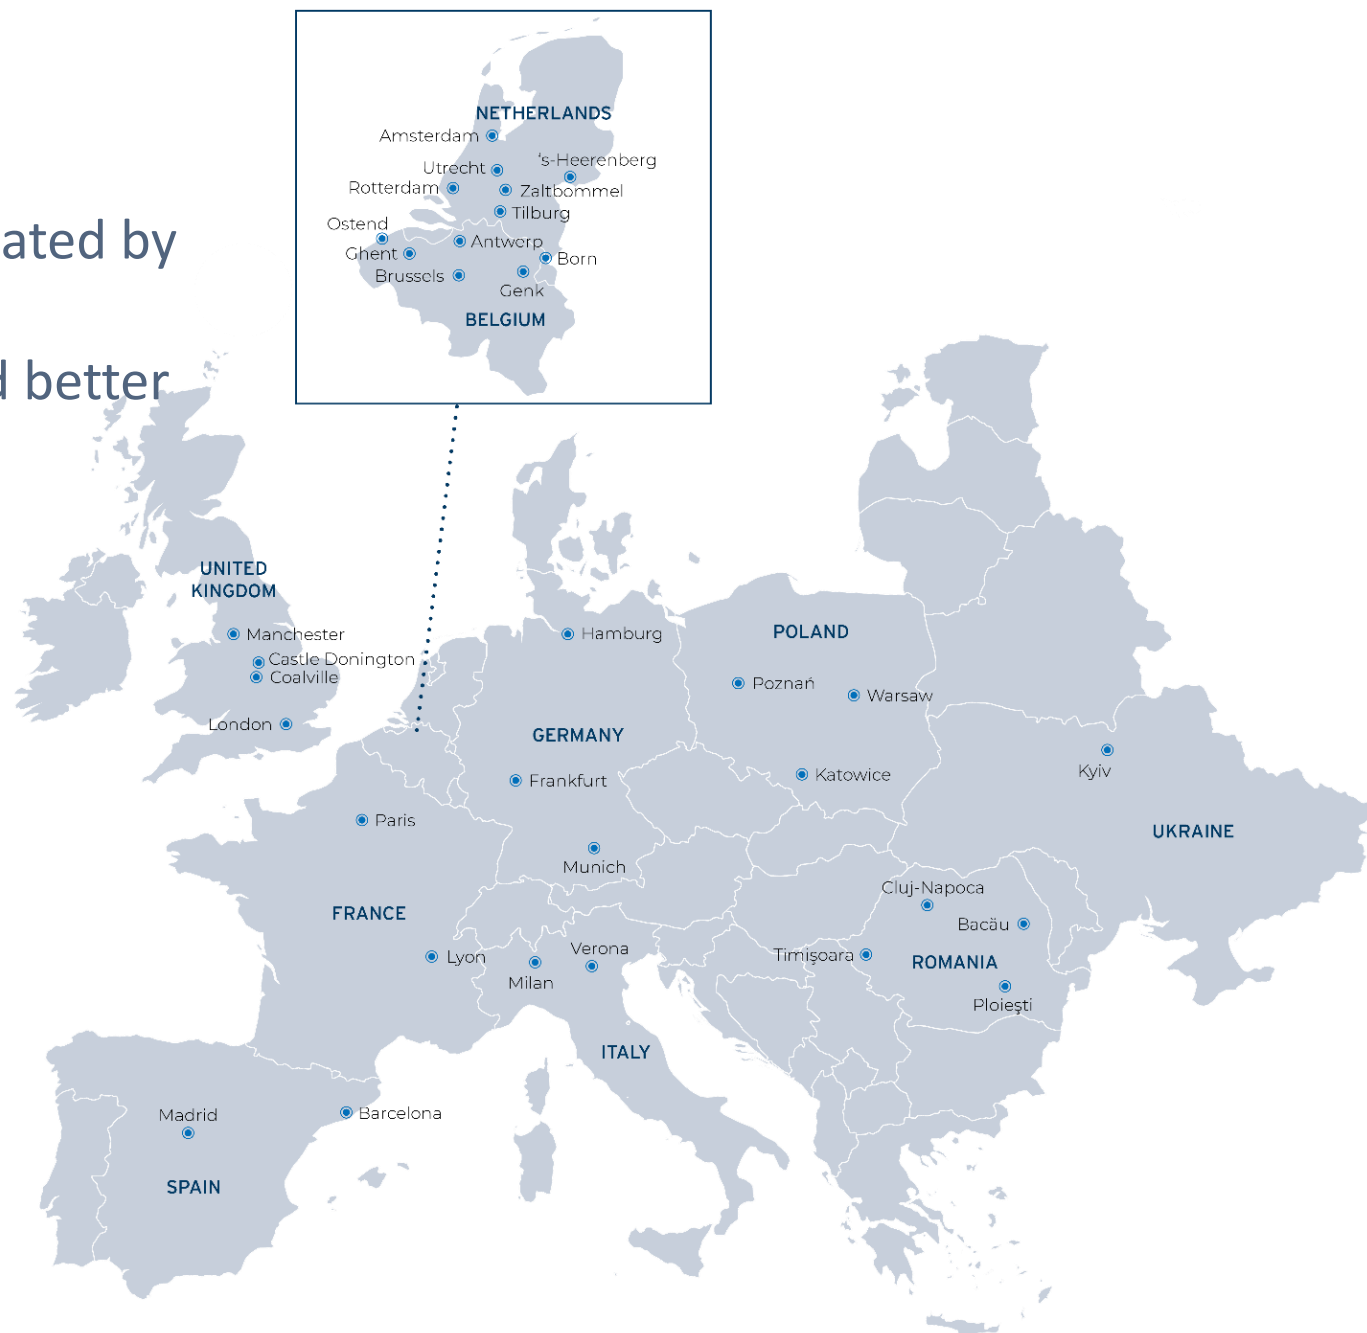 NETHERLANDS
Amsterdam
Utrecht
's-Heerenberg
Rotterdam
Zaltbommel
Tilburg
Ostend
Antwerp
Ghent
Born
Brussels
Genk
BELGIUM
ated by
better
UNITED
KINGDOM
Manchester
Castle Donington
Coalville
London
Hamburg
POLAND
Poznań
Warsaw
GERMANY
Frankfurt
Katowice
Kyiv
Paris
UKRAINE
Munich
Cluj-Napoca
FRANCE
Bacău
Lyon
Verona
Milan
Timişoara
ROMANIA
Ploieşti
ITALY
Madrid
Barcelona
SPAIN